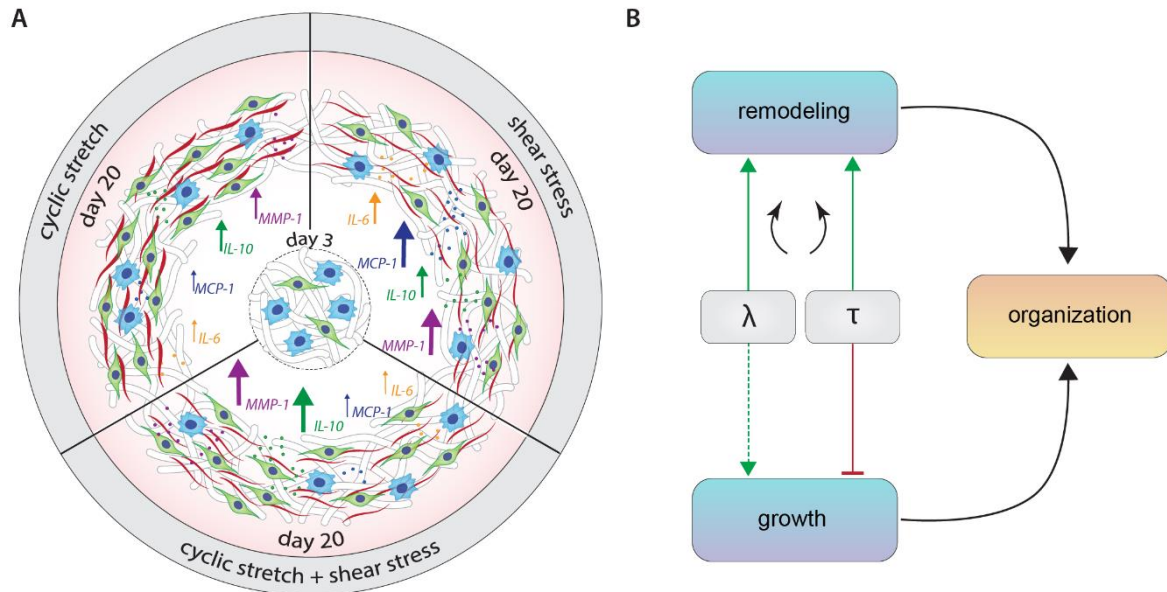 A
cyclic stretch
day 20
MMP-1
IL-10
MCP-1
IL-6
shear stress
day 20
IL-6
MCP-1
IL-10
MMP-1
day 3
MMP-1
IL-10
MCP-1
IL-6
day 20
cyclic stretch + shear stress
B
remodeling
λ
τ
organization
growth